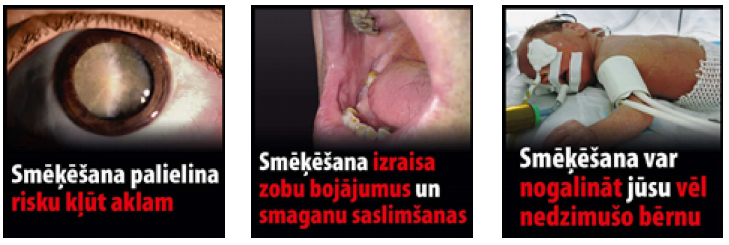 Smēķēšana palielina
risku kļūt aklam
Smēķēšana izraisa
zobu bojājumus un
smaganu saslimšanas
Smēķēšana var
nogalināt jūsu vēl
nedzimušo bērnu